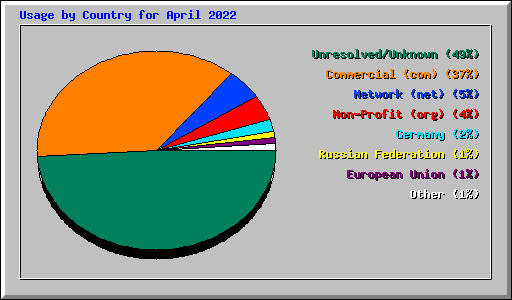 Usage by Country for April 2022
Unresolved/Unknown (49%)
Commercial (com) (37%)
Network (net) (5%)
Non-Profit (org) (4%)
Germany (2%)
Russian Federation (1%)
European Union (1%)
Other (1%)